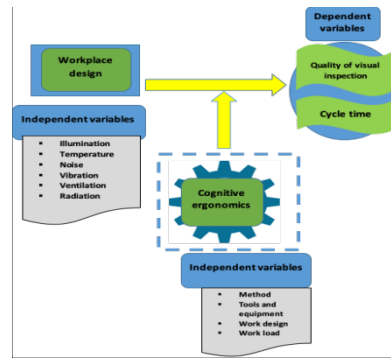 Dependent
variables
Workplace
design
Quality of visual
inspection
Cycle time
Independent variables
▪ Illumination
▪ Temperature
▪ Noise
▪ Vibration
▪ Ventilation
▪ Radiation
Cognitive
ergonomics
Independent variables
▪ Method
▪ Tools and
equipment
▪ Work design
▪ Work load